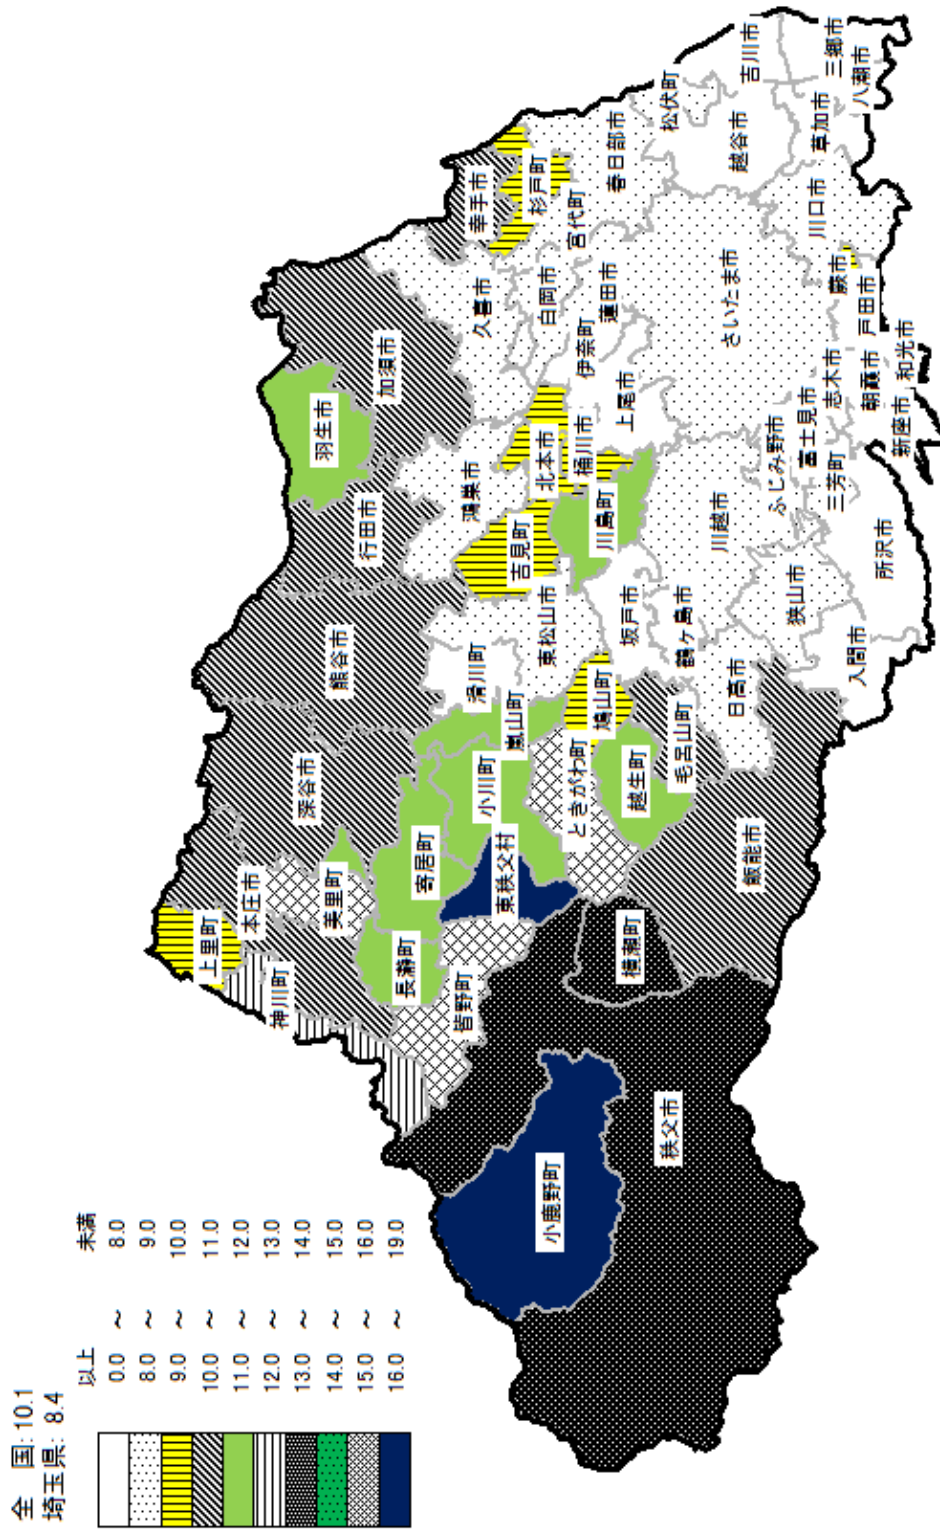 全　国: 10.1
埼玉県: 8.4
以上 未満
0.0 ～ 8.0
8.0 ～ 9.0
9.0 ～ 10.0
10.0 ～ 11.0
11.0 ～ 12.0
12.0 ～ 13.0
13.0 ～ 14.0
14.0 ～ 15.0
15.0 ～ 16.0
16.0 ～ 19.0
上里町
本庄市
神川町
美里町
深谷市
熊谷市
行田市
羽生市
加須市
長瀞町
寄居町
皆野町
小川町
嵐山町
滑川町
鴻巣市
久喜市
幸手市
東秩父村
ときがわ町
東松山市
吉見町
北本市
桶川市
白岡市
宮代町
杉戸町
小鹿野町
鳩山町
川島町
伊奈町
蓮田市
春日部市
越生町
坂戸市
上尾市
松伏町
秩父市
横瀬町
毛呂山町
鶴ヶ島市
川越市
さいたま市
越谷市
吉川市
飯能市
日高市
狭山市
ふじみ野市
富士見市
三芳町
志木市
川口市
草加市
三郷市
八潮市
入間市
所沢市
新座市
朝霞市
和光市
戸田市
蕨市